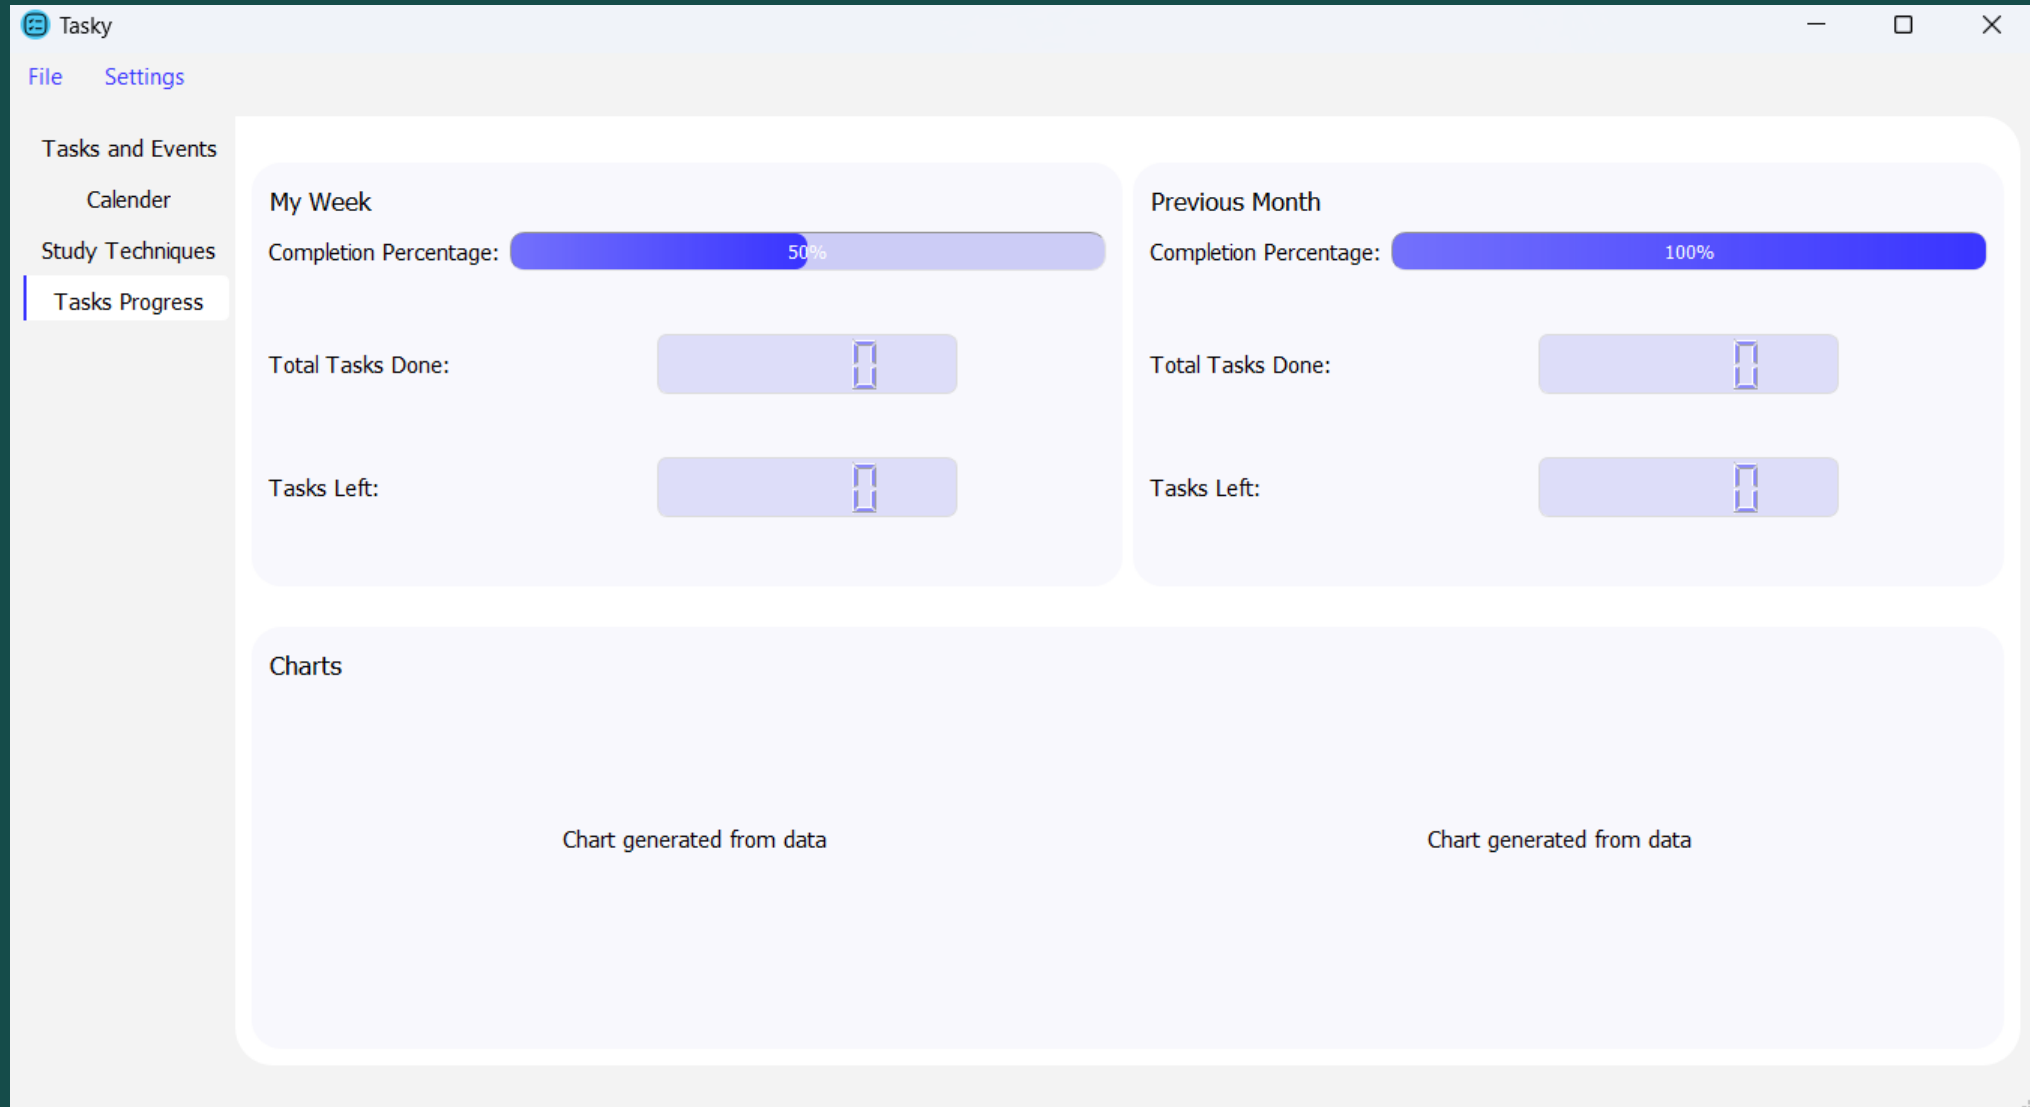 Tasky
File Settings
Tasks and Events
Calender
Study Techniques
Tasks Progress
My Week
Completion Percentage: 50%
Total Tasks Done: 0
Tasks Left: 0
Previous Month
Completion Percentage: 100%
Total Tasks Done: 0
Tasks Left: 0
Charts
Chart generated from data
Chart generated from data